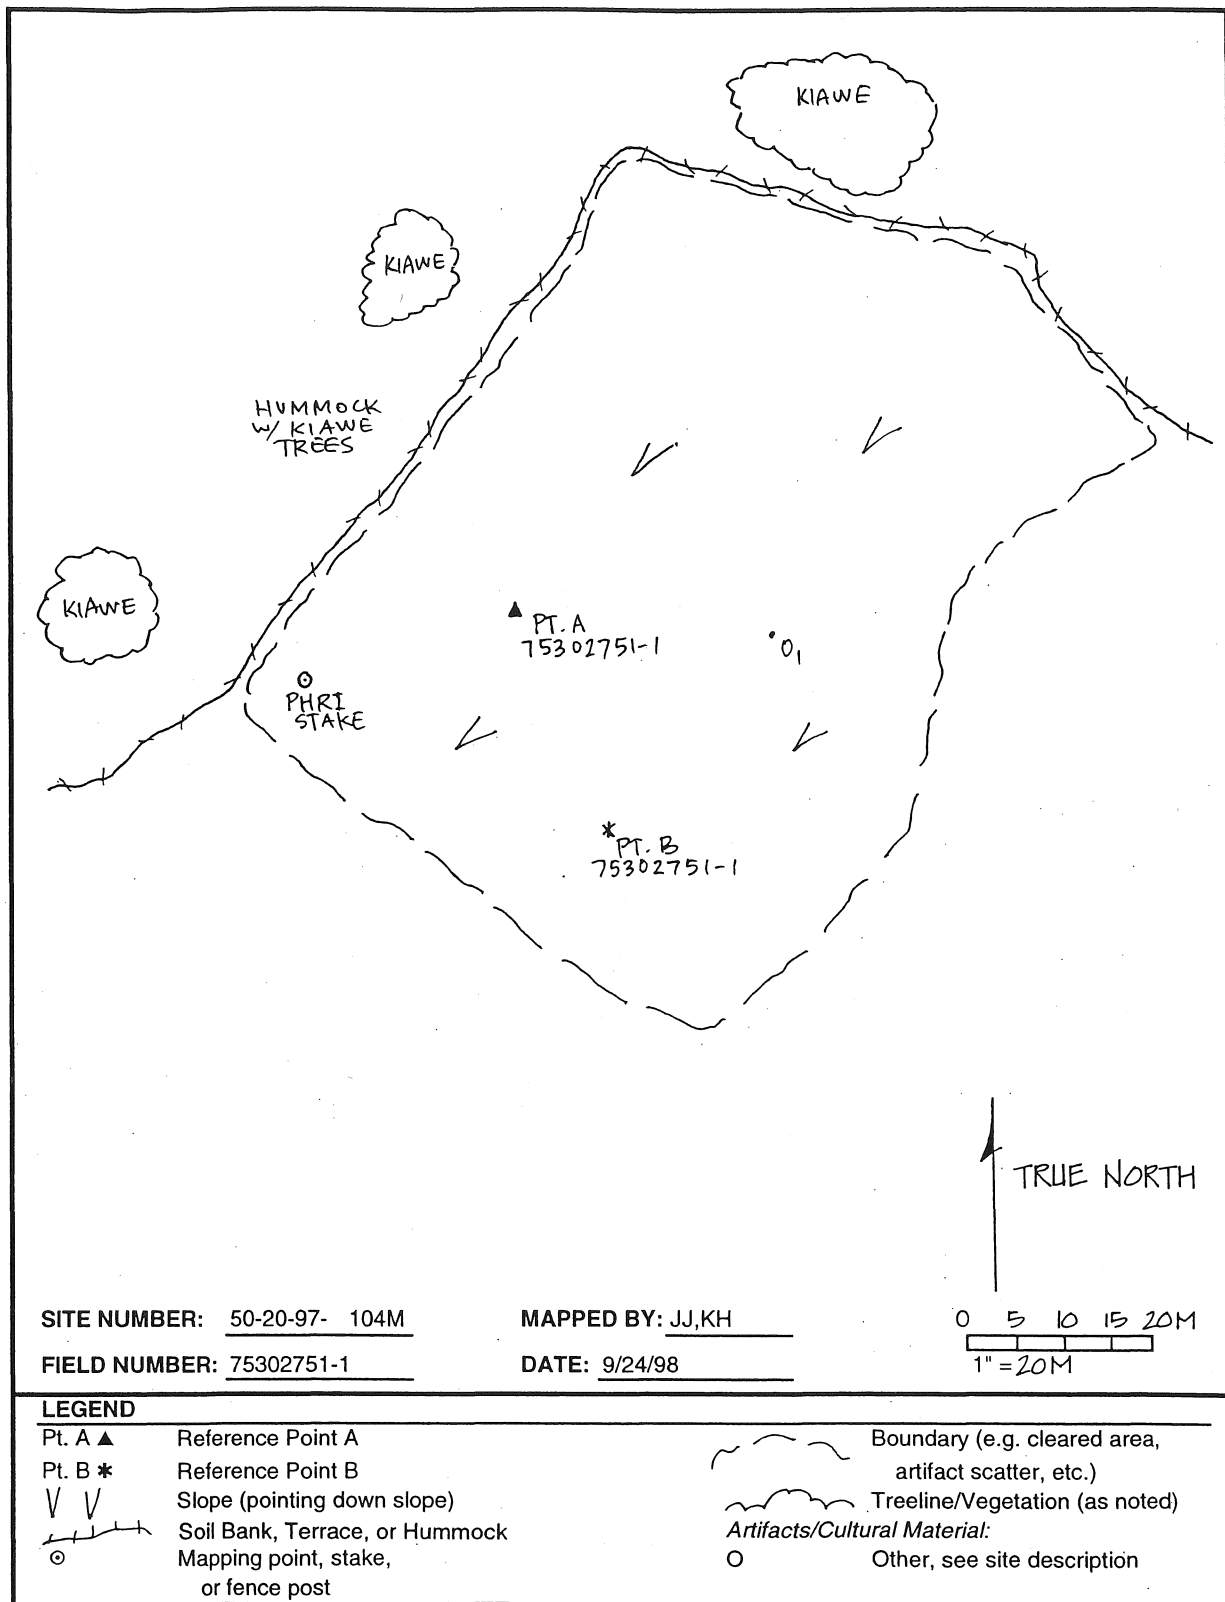 KIAWE
KIAWE
HUMMOCK
W/ KIAWE
TREES
KIAWE
PT. A
75302751-1
O1
PHRI
STAKE
PT. B
75302751-1
TRUE NORTH
SITE NUMBER: 50-20-97- 104M
MAPPED BY: JJ,KH
0 5 10 15 20M
FIELD NUMBER: 75302751-1
DATE: 9/24/98
1" = 20M
LEGEND
Pt. A Reference Point A
Pt. B Reference Point B
Slope (pointing down slope)
Soil Bank, Terrace, or Hummock
Mapping point, stake,
or fence post
Boundary (e.g. cleared area,
artifact scatter, etc.)
Treeline/Vegetation (as noted)
Artifacts/Cultural Material:
O Other, see site description